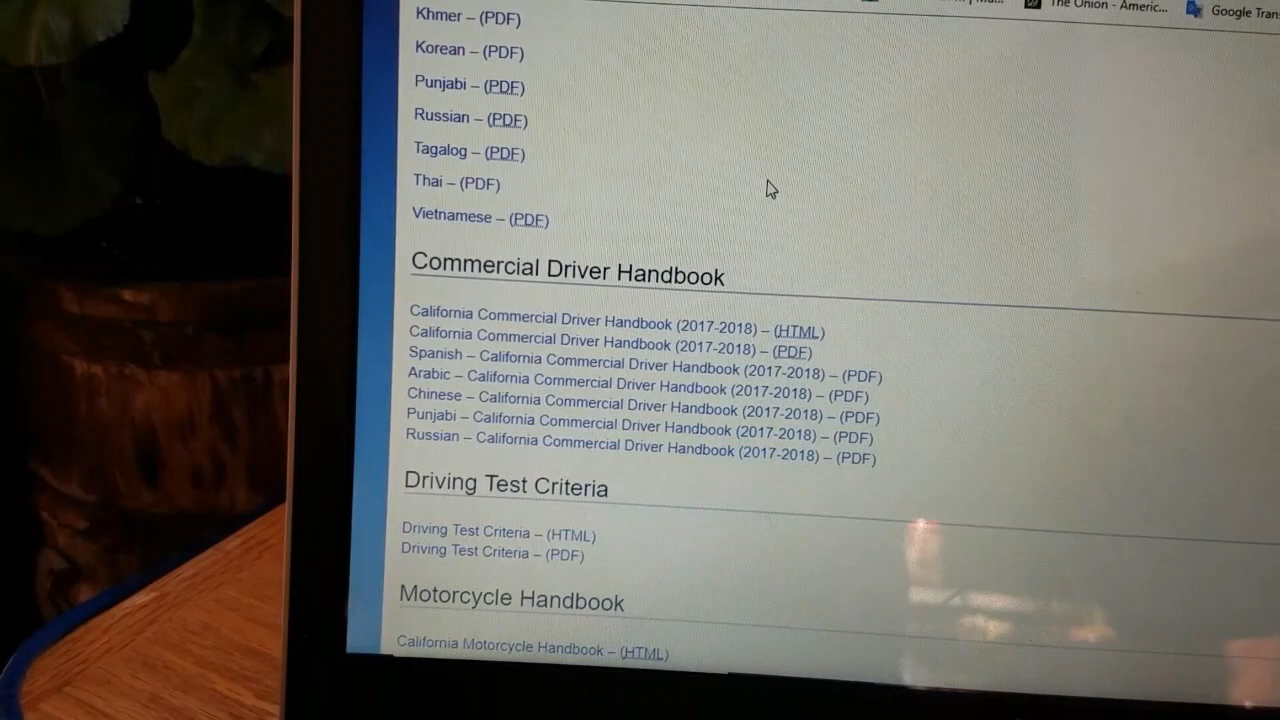 The Union - Americ...
Google Tran
Khmer – (PDF)
Korean – (PDF)
Punjabi – (PDF)
Russian – (PDF)
Tagalog – (PDF)
Thai – (PDF)
Vietnamese – (PDF)
Commercial Driver Handbook
California Commercial Driver Handbook (2017-2018) – (HTML)
California Commercial Driver Handbook (2017-2018) – (PDF)
Spanish – California Commercial Driver Handbook (2017-2018) – (PDF)
Arabic – California Commercial Driver Handbook (2017-2018) – (PDF)
Chinese – California Commercial Driver Handbook (2017-2018) – (PDF)
Punjabi – California Commercial Driver Handbook (2017-2018) – (PDF)
Russian – California Commercial Driver Handbook (2017-2018) – (PDF)
Driving Test Criteria
Driving Test Criteria – (HTML)
Driving Test Criteria – (PDF)
Motorcycle Handbook
California Motorcycle Handbook – (HTML)